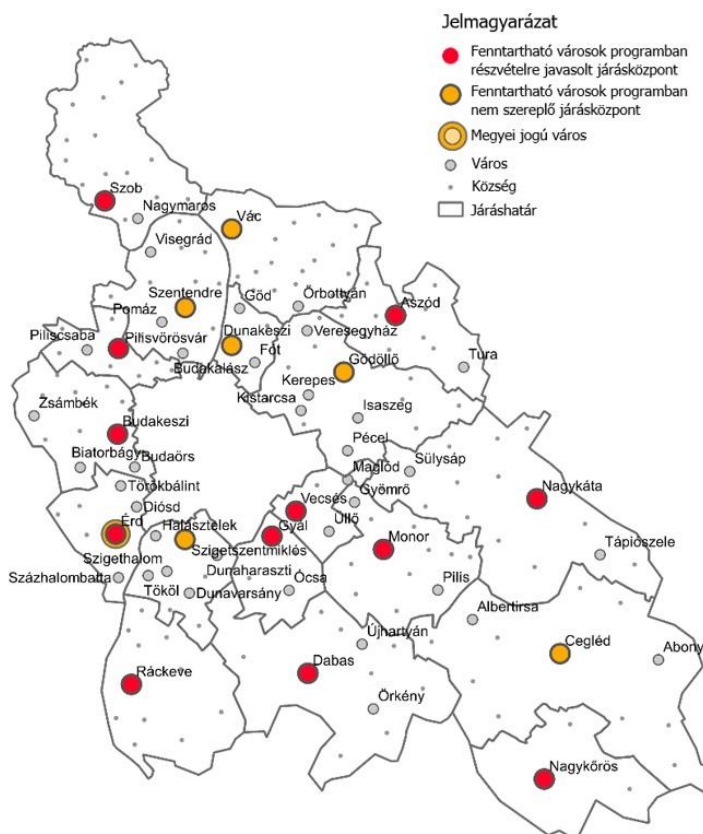 Jelmagyarázat
Fenntartható városok programban
részvételre javasolt járásközpont
Fenntartható városok programban
nem szereplő járásközpont
Megyei jogú város
Város
Község
Járáshatár
Szob
Nagymaros
Vác
Visegrád
Szentendre
Göd
Őrbottyán
Aszód
Pomáz
Piliscsaba
Pilisvörösvár
Dunakeszi
Veresegyház
Budakalász
Fót
Gödöllő
Tura
Kerepes
Zsámbék
Kistarcsa
Isaszeg
Budakeszi
Pécel
Biatorbágy
Budaörs
Maglód
Sülysáp
Törökbálint
Vecsés
Gyömrő
Nagykáta
Diósd
Érd
Halásztelek
Gyál
Üllő
Szigetszentmiklós
Monor
Szigethalom
Tápiószele
Százhalombatta
Dunaharaszti
Tököl
Dunavarsány
Ócsa
Pilis
Albertirsa
Újhartyán
Cegléd
Abony
Ráckeve
Dabas
Örkény
Nagykőrös